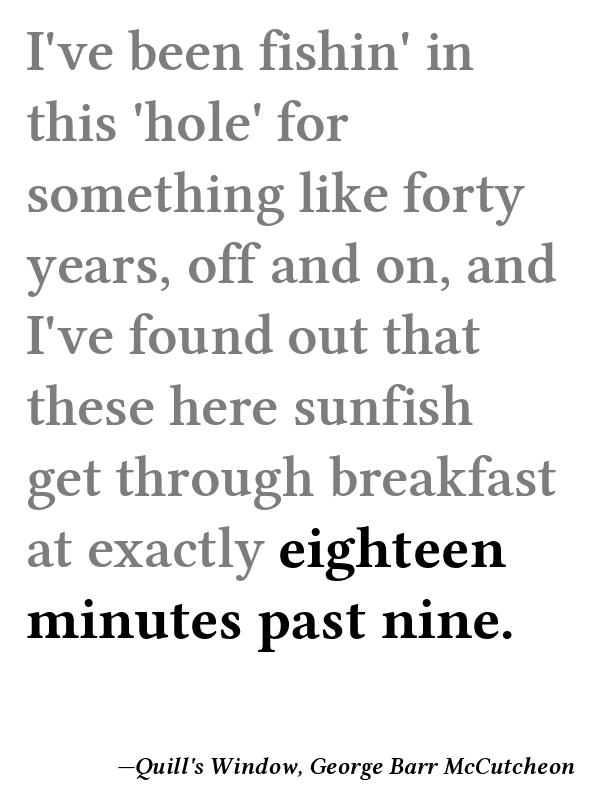 I've been fishin' in
this 'hole' for
something like forty
years, off and on, and
I've found out that
these here sunfish
get through breakfast
at exactly eighteen
minutes past nine.
—Quill's Window, George Barr McCutcheon